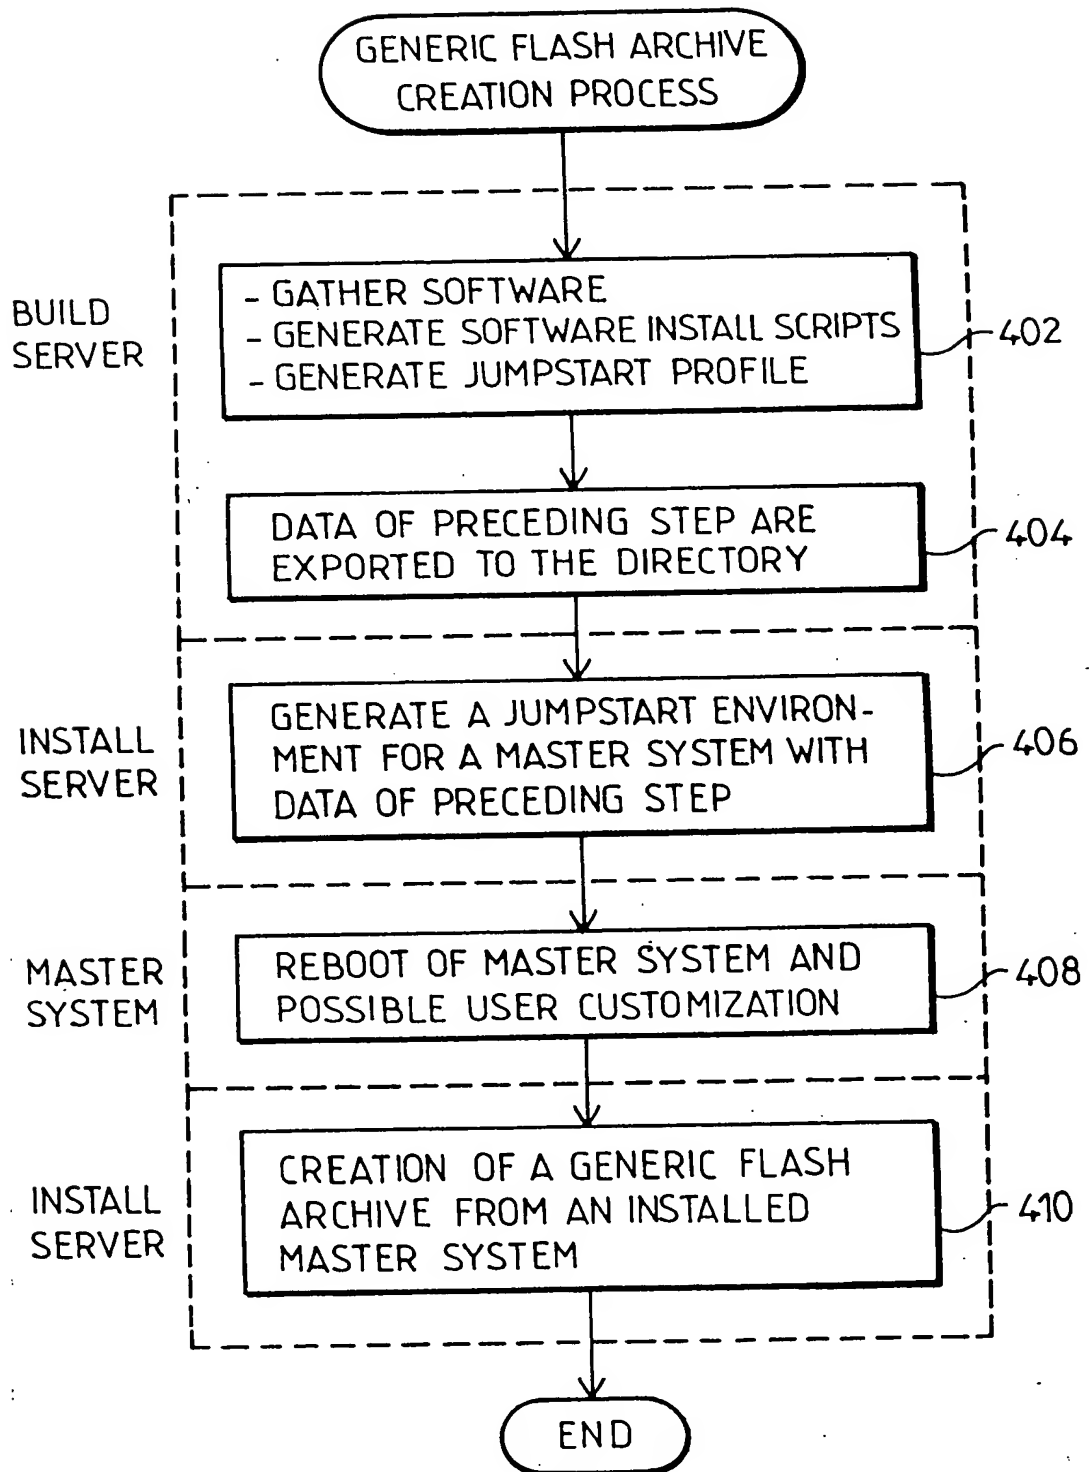 GENERIC FLASH ARCHIVE
CREATION PROCESS
BUILD
SERVER
- GATHER SOFTWARE
- GENERATE SOFTWARE INSTALL SCRIPTS
- GENERATE JUMPSTART PROFILE
402
DATA OF PRECEDING STEP ARE
EXPORTED TO THE DIRECTORY
404
INSTALL
SERVER
GENERATE A JUMPSTART ENVIRON-
MENT FOR A MASTER SYSTEM WITH
DATA OF PRECEDING STEP
406
MASTER
SYSTEM
REBOOT OF MASTER SYSTEM AND
POSSIBLE USER CUSTOMIZATION
408
INSTALL
SERVER
CREATION OF A GENERIC FLASH
ARCHIVE FROM AN INSTALLED
MASTER SYSTEM
410
END